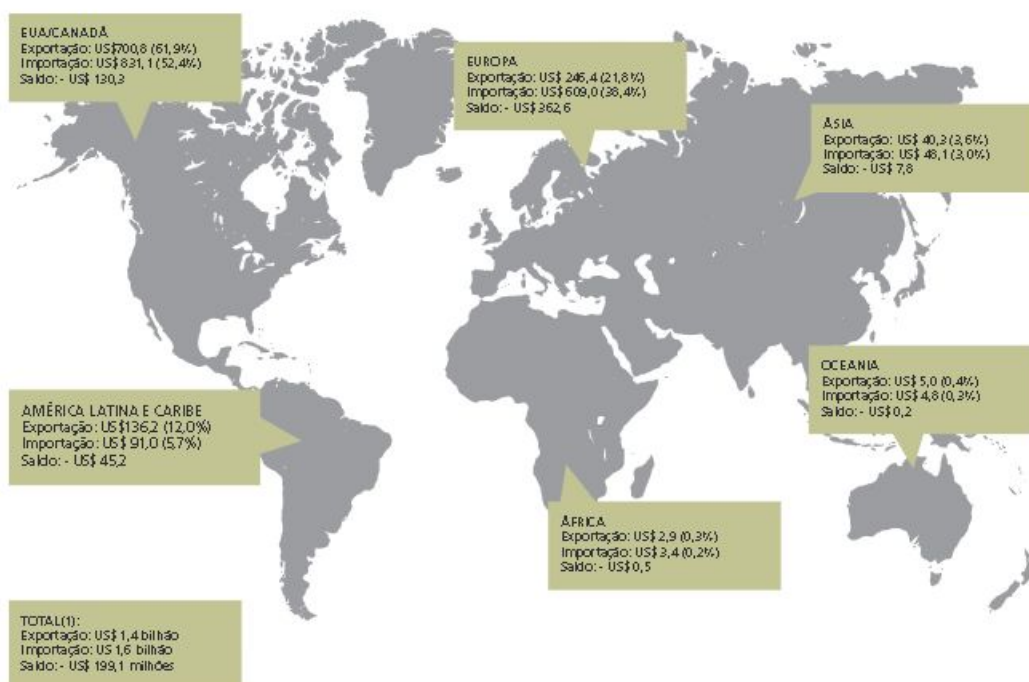 EUA/CANADÁ
Exportação: US$700,8 (61,9%)
Importação: US$ 831,1 (52,4%)
Saldo: - US$ 130,3
EUROPA
Exportação: US$ 246,4 (21,8%)
Importação: US$ 609,0 (38,4%)
Saldo: - US$ 362,6
ÁSIA
Exportação: US$ 40,3 (3,6%)
Importação: US$ 48,1 (3,0%)
Saldo: - US$ 7,8
OCEANIA
Exportação: US$ 5,0 (0,4%)
Importação: US$ 4,8 (0,3%)
Saldo: - US$ 0,2
AMÉRICA LATINA E CARIBE
Exportação: US$136,2 (12,0%)
Importação: US$ 91,0 (5,7%)
Saldo: - US$ 45,2
ÁFRICA
Exportação: US$ 2,9 (0,3%)
Importação: US$ 3,4 (0,2%)
Saldo: - US$ 0,5
TOTAL(1):
Exportação: US$ 1,4 bilhão
Importação: US 1,6 bilhão
Saldo: - US$ 199,1 milhões